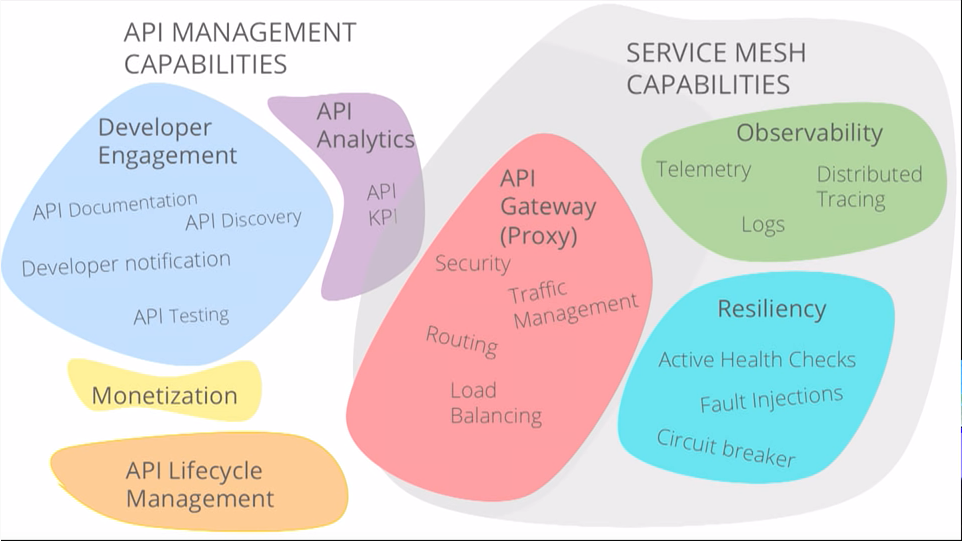 API MANAGEMENT
CAPABILITIES
SERVICE MESH
CAPABILITIES
Developer
Engagement
API Documentation
API Discovery
Developer notification
API Testing
API
Analytics
API
KPI
Monetization
API Lifecycle
Management
API
Gateway
(Proxy)
Security
Traffic
Management
Routing
Load
Balancing
Observability
Telemetry
Distributed
Tracing
Logs
Resiliency
Active Health Checks
Fault Injections
Circuit breaker